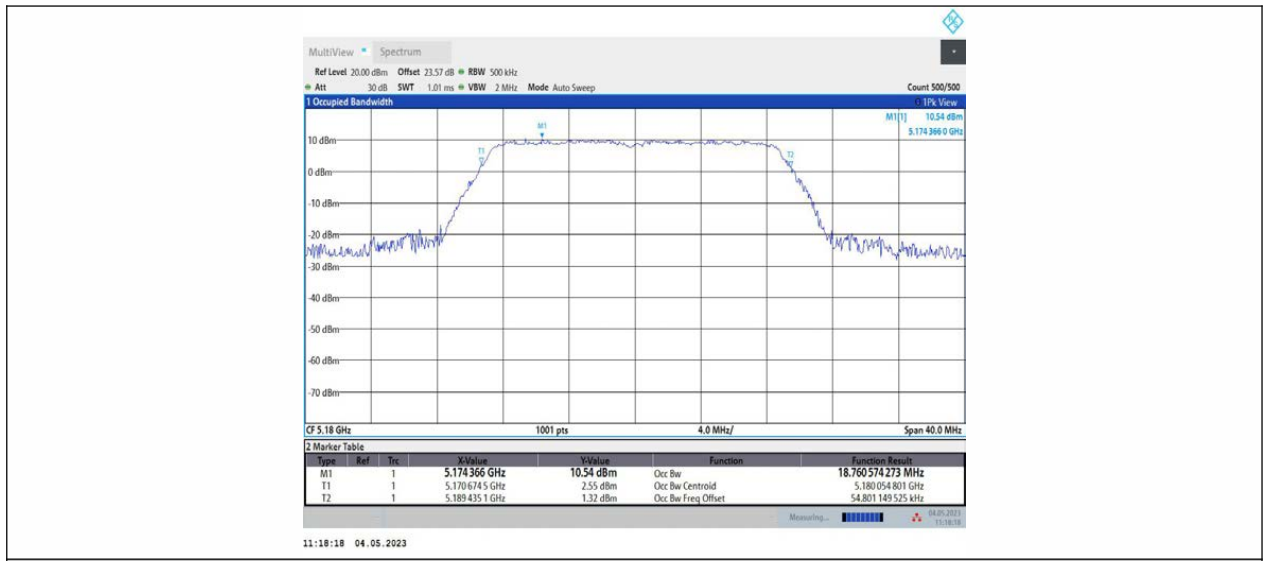 MultiView Spectrum
Ref Level 20.00 dBm Offset 23.57 dB RBW 500 kHz
Att 30 dB SWT 1.01 ms VBW 2 MHz Mode Auto Sweep Count 500/500
1 Occupied Bandwidth 1Pk View
M1[1] 10.54 dBm
5.174 366 0 GHz
M1
10 dBm
T1
T2
0 dBm
-10 dBm
-20 dBm
-30 dBm
-40 dBm
-50 dBm
-60 dBm
-70 dBm
CF 5.18 GHz 1001 pts 4.0 MHz/ Span 40.0 MHz
2 Marker Table
Type Ref Trc X-Value Y-Value Function Function Result
M1 1 5.174 366 GHz 10.54 dBm Occ Bw 18.760 574 273 MHz
T1 1 5.170 674 5 GHz 2.55 dBm Occ Bw Centroid 5.180 054 801 GHz
T2 1 5.189 435 1 GHz 1.32 dBm Occ Bw Freq Offset 54.801 149 525 kHz
Measuring... 04.05.2023
11:18:18
11:18:18 04.05.2023